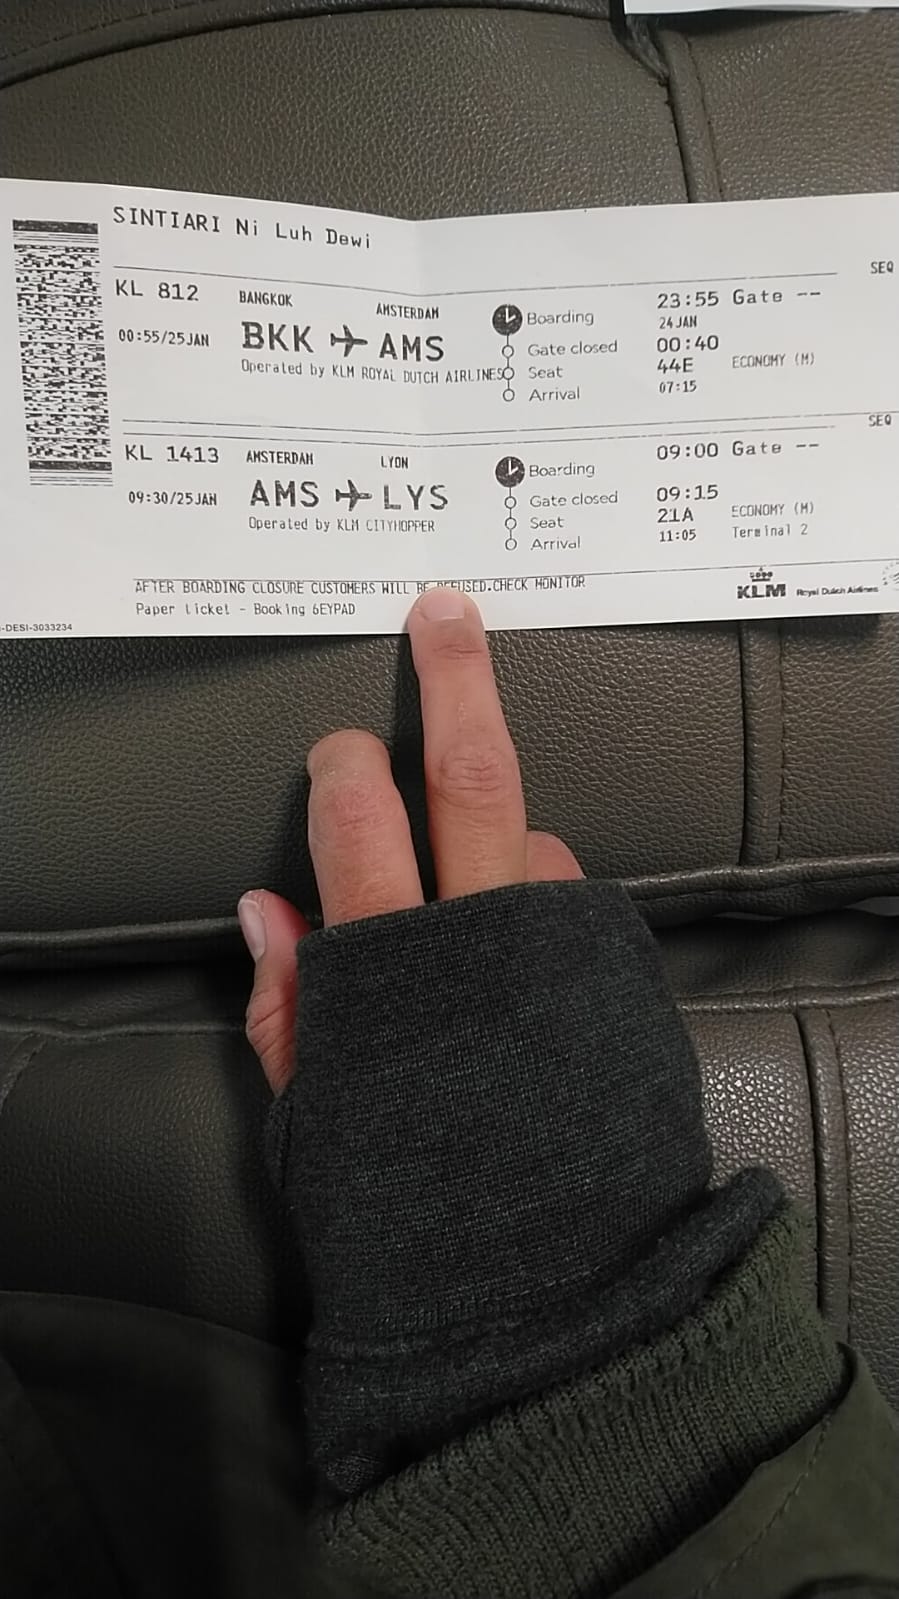 SINTIARI Ni Luh Dewi
SEQ
KL 812
BANGKOK
AMSTERDAM
00:55/25JAN
BKK AMS
Operated by KLM ROYAL DUTCH AIRLINES
Boarding 23:55 Gate --
24JAN
Gate closed 00:40
Seat 44E ECONOMY (M)
Arrival 07:15
SEQ
KL 1413
AMSTERDAM
LYON
09:30/25JAN
AMS LYS
Operated by KLM CITYHOPPER
Boarding 09:00 Gate --
Gate closed 09:15
Seat 21A ECONOMY (M)
Arrival 11:05 Terminal 2
AFTER BOARDING CLOSURE CUSTOMERS WILL BE REFUSED.CHECK MONITOR
Paper ticket - Booking 6EYPAD
KLM Royal Dutch Airlines
-DESI-3033234